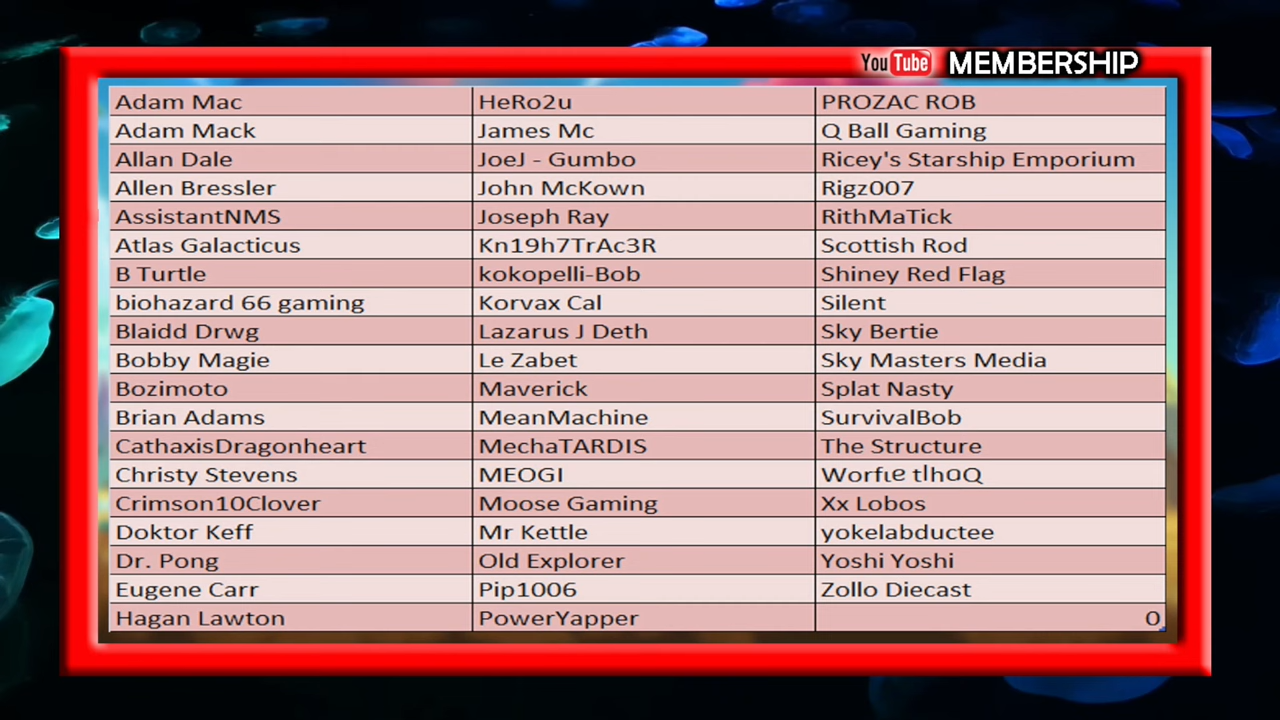 YouTube MEMBERSHIP
Adam Mac HeRo2u PROZAC ROB
Adam Mack James Mc Q Ball Gaming
Allan Dale JoeJ - Gumbo Ricey's Starship Emporium
Allen Bressler John McKown Rigz007
AssistantNMS Joseph Ray RithMaTick
Atlas Galacticus Kn19h7TrAc3R Scottish Rod
B Turtle kokopelli-Bob Shiney Red Flag
biohazard 66 gaming Korvax Cal Silent
Blaidd Drwg Lazarus J Deth Sky Bertie
Bobby Magie Le Zabet Sky Masters Media
Bozimoto Maverick Splat Nasty
Brian Adams MeanMachine SurvivalBob
CathaxisDragonheart MechaTARDIS The Structure
Christy Stevens MEOGI Worfɩɐ tlhɑQ
Crimson10Clover Moose Gaming Xx Lobos
Doktor Keff Mr Kettle yokelabductee
Dr. Pong Old Explorer Yoshi Yoshi
Eugene Carr Pip1006 Zollo Diecast
Hagan Lawton PowerYapper 0